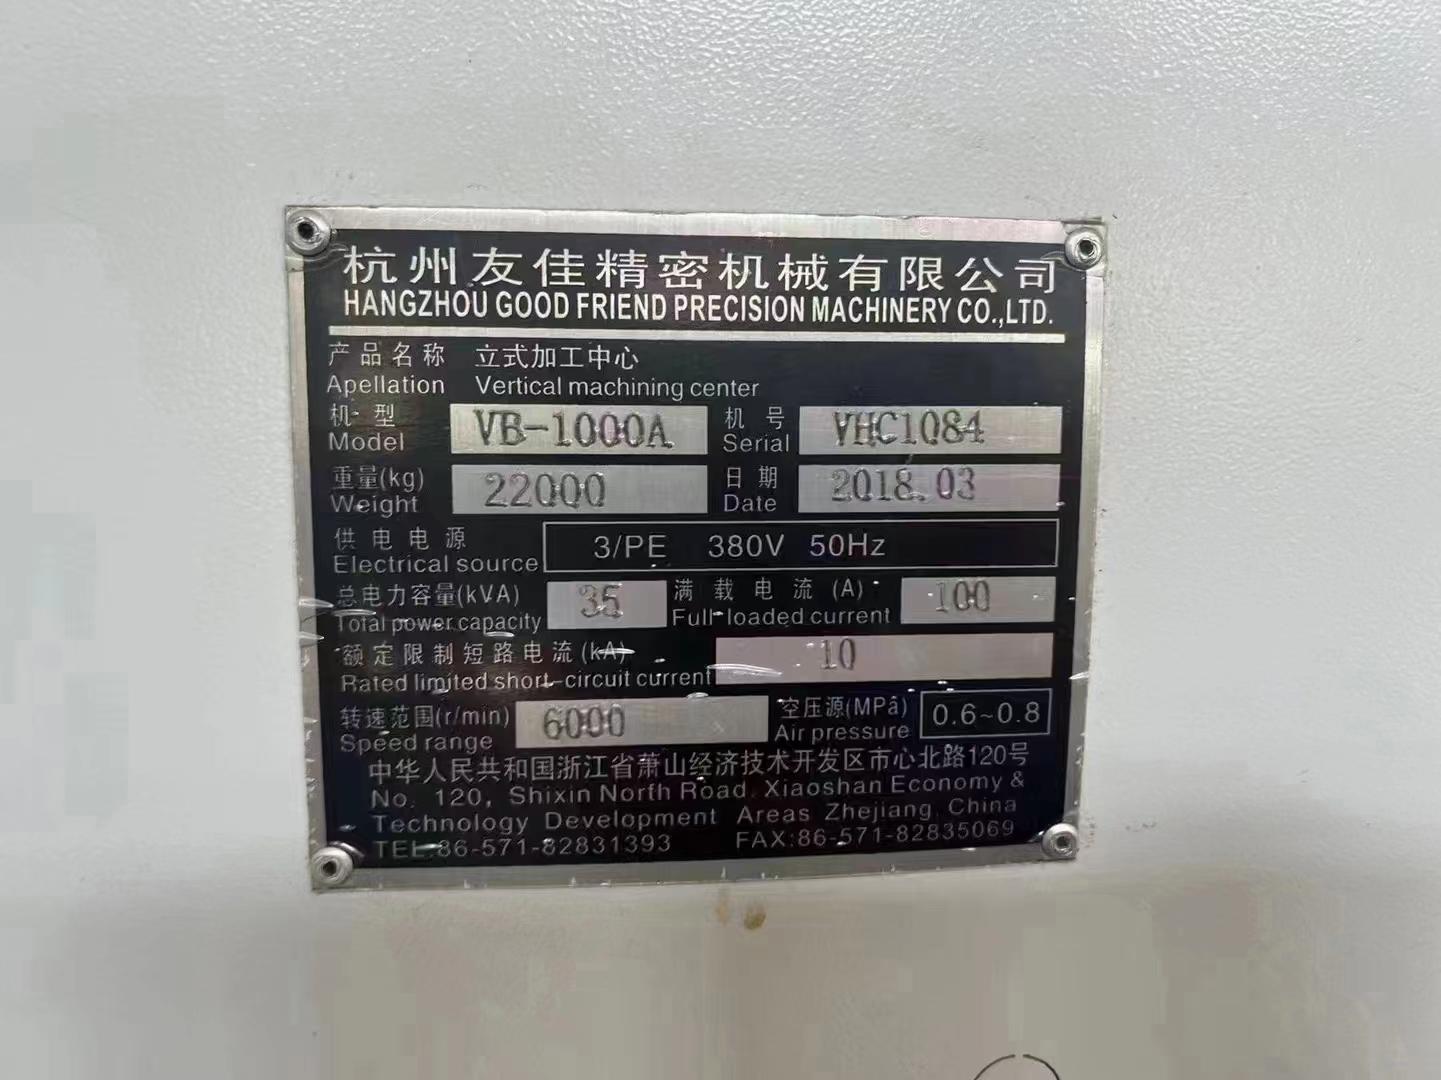 杭州友佳精密机械有限公司
HANGZHOU GOOD FRIEND PRECISION MACHINERY CO.,LTD.
产品名称 立式加工中心
Apellation Vertical machining center
机型 VB-1000A 机号 VHC1084
Model Serial
重量(kg) 22000 日期 2018.03
Weight Date
供电电源 3/PE 380V 50Hz
Electrical source
总电力容量(kVA) 35 满载电流(A) 100
Total power capacity Full-loaded current
额定限制短路电流(kA) 10
Rated limited short-circuit current
转速范围(r/min) 6000 空压源(MPa) 0.6~0.8
Speed range Air pressure
中华人民共和国浙江省萧山经济技术开发区市心北路120号
No. 120, Shixin North Road Xiaoshan Economy &
Technology Development Areas Zhejiang China
TEL:86-571-82831393 FAX:86-571-82835069